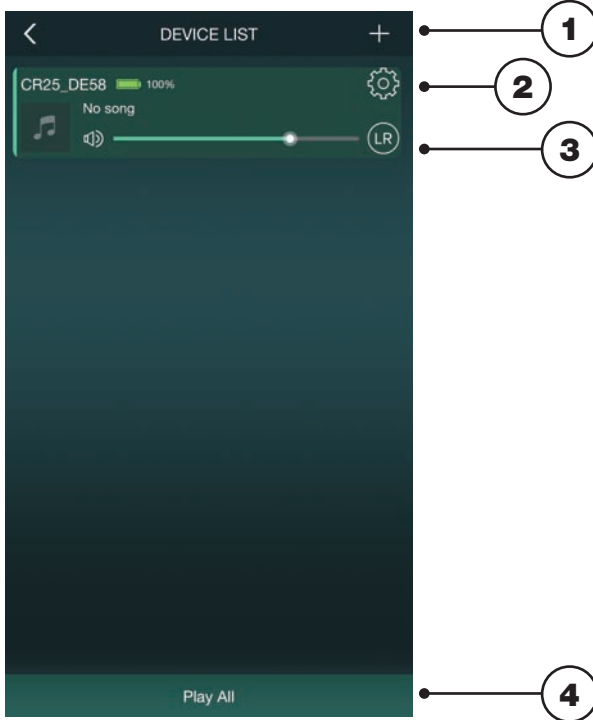 DEVICE LIST
1
CR25_DE58 100%
2
No song
LR
3
Play All
4